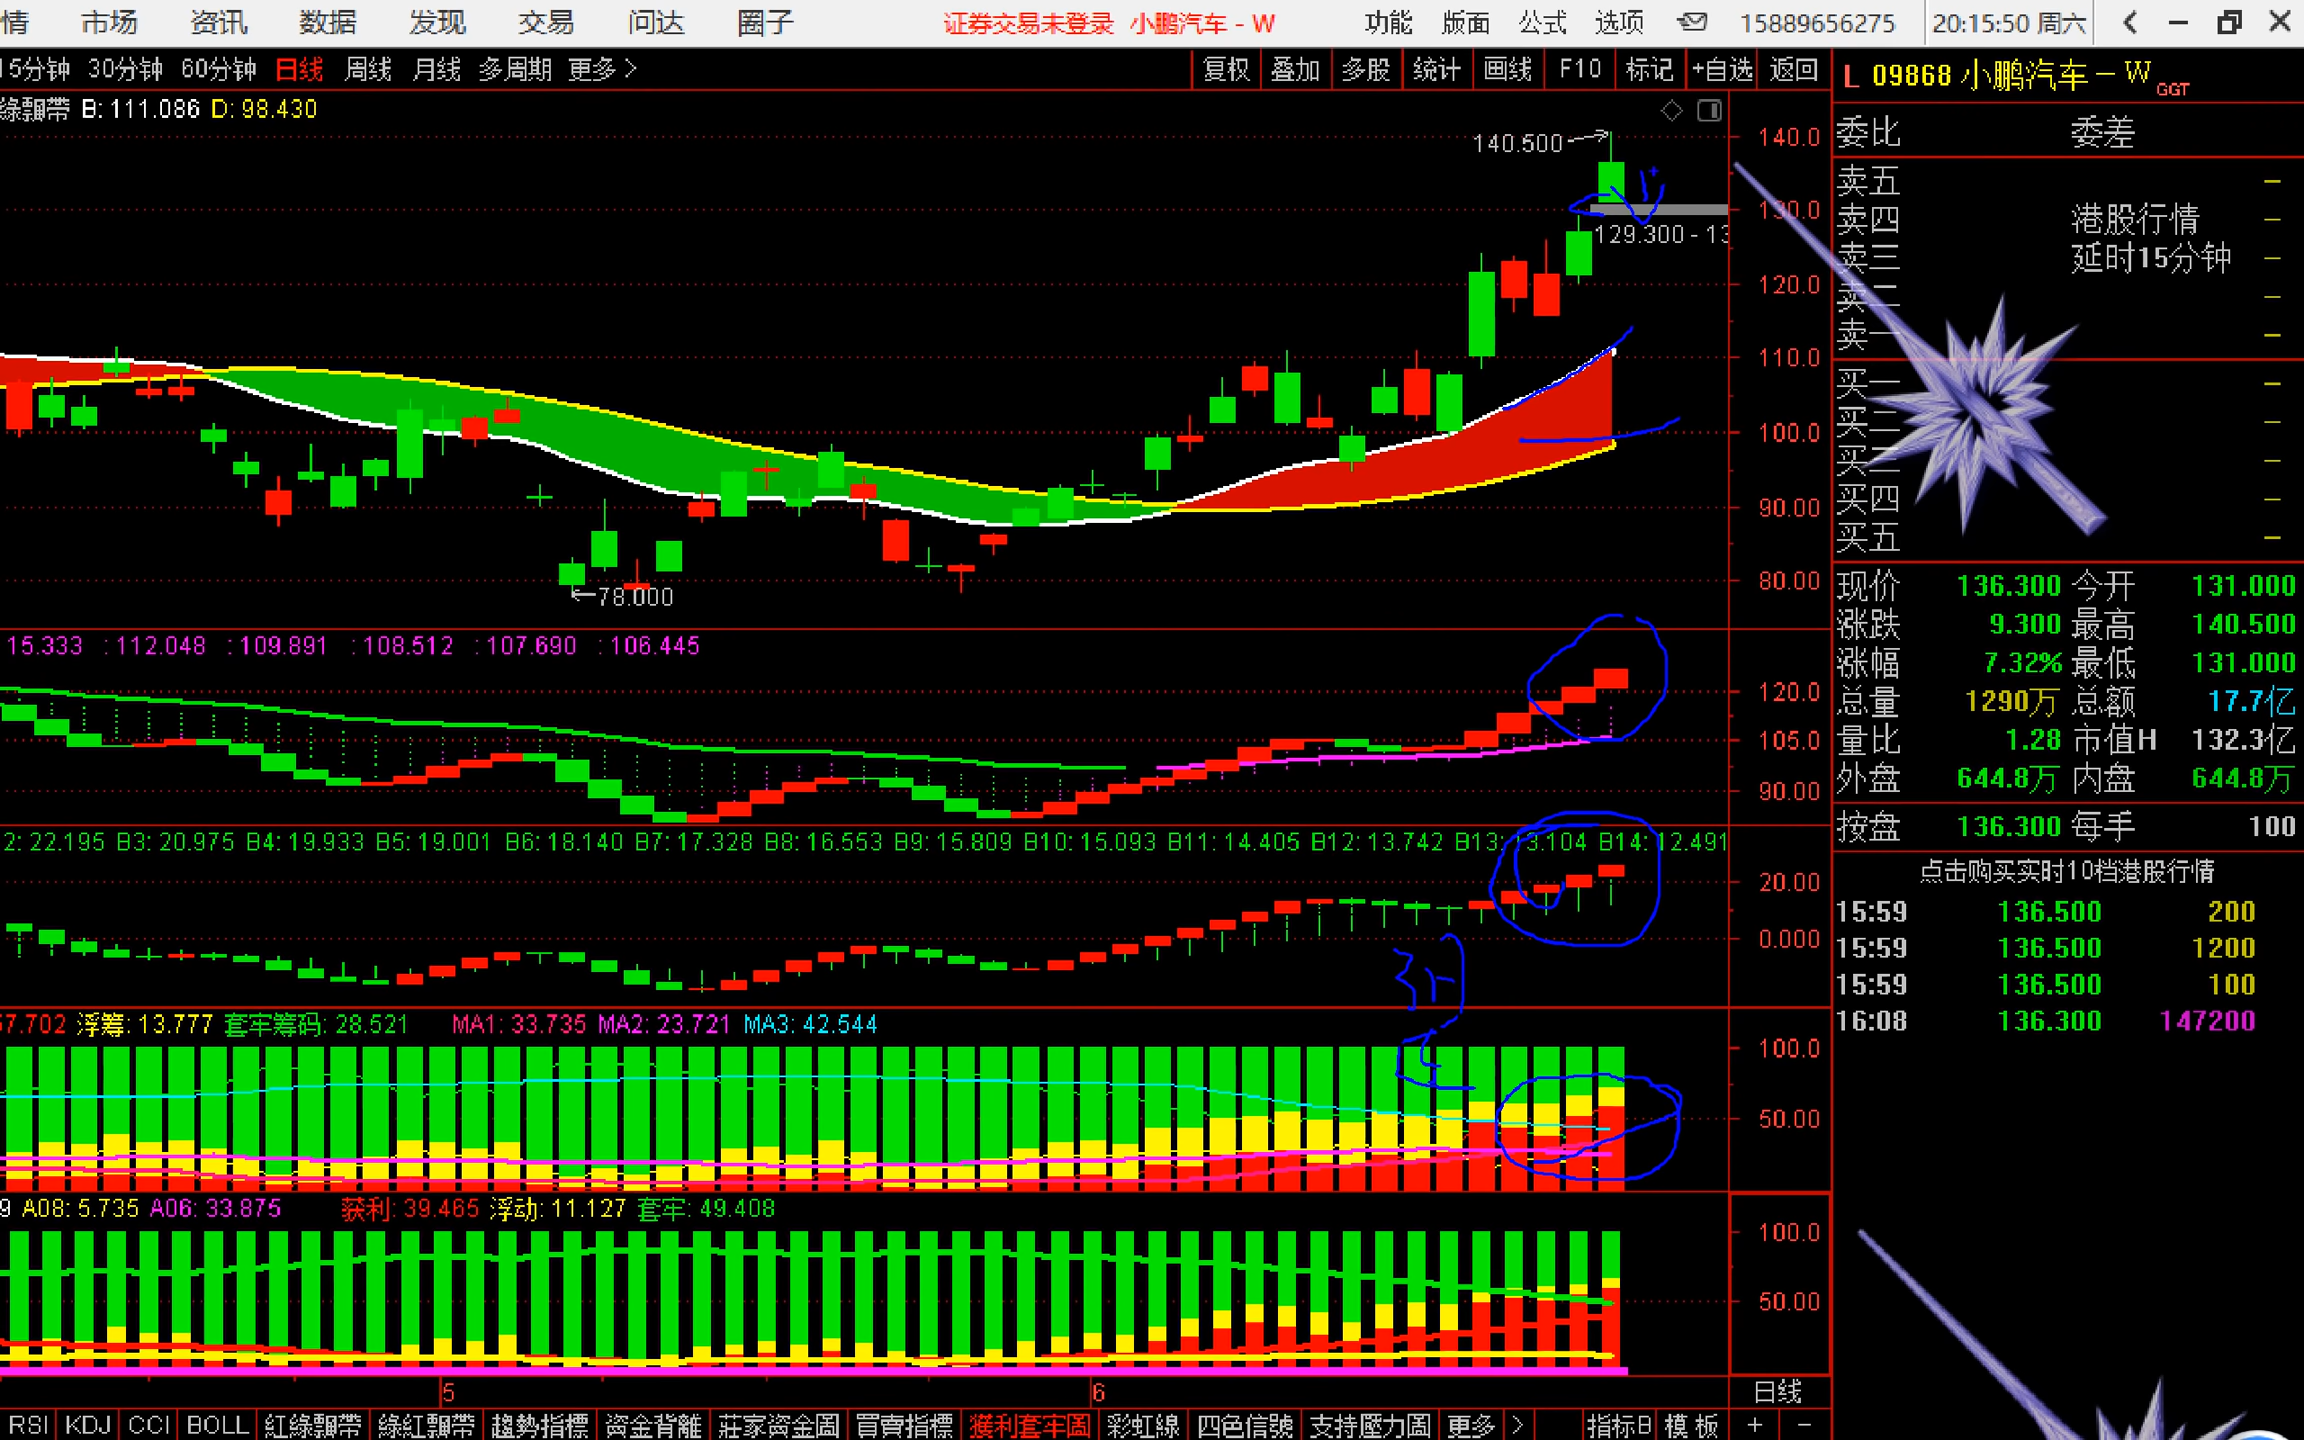 情 市场 资讯 数据 发现 交易 问达 圈子 证券交易未登录 小鹏汽车－W 功能 版面 公式 选项 15889656275 20:15:50 周六
15分钟 30分钟 60分钟 日线 周线 月线 多周期 更多 复权 叠加 多股 统计 画线 F10 标记 +自选 返回
L 09868 小鹏汽车－W GGT
綠飄帶 B: 111.086 D: 98.430
140.500
140.0
130.0
129.300 - 13
120.0
110.0
100.0
90.00
80.00
78.000
委比 委差
卖五
卖四 港股行情
卖三 延时15分钟
卖二
卖一
买一
买二
买三
买四
买五
现价 136.300 今开 131.000
涨跌 9.300 最高 140.500
涨幅 7.32% 最低 131.000
总量 1290万 总额 17.7亿
量比 1.28 市值H 132.3亿
外盘 644.8万 内盘 644.8万
按盘 136.300 每手 100
点击购买实时10档港股行情
15:59 136.500 200
15:59 136.500 1200
15:59 136.500 100
16:08 136.300 147200
15.333 :112.048 :109.891 :108.512 :107.690 :106.445
120.0
105.0
90.00
2: 22.195 B3: 20.975 B4: 19.933 B5: 19.001 B6: 18.140 B7: 17.328 B8: 16.553 B9: 15.809 B10: 15.093 B11: 14.405 B12: 13.742 B13: 13.104 B14: 12.491
20.00
0.000
57.702 浮籌: 13.777 套牢筹码: 28.521 MA1: 33.735 MA2: 23.721 MA3: 42.544
100.0
50.00
9 A08: 5.735 A06: 33.875 获利: 39.465 浮动: 11.127 套牢: 49.408
100.0
50.00
5 6 日线
RSI KDJ CCI BOLL 紅綠飄帶 綠紅飄帶 趨勢指標 资金背離 莊家资金圖 買賣指標 獲利套牢圖 彩虹線 四色信號 支持壓力圖 更多 指标B 模板 + −